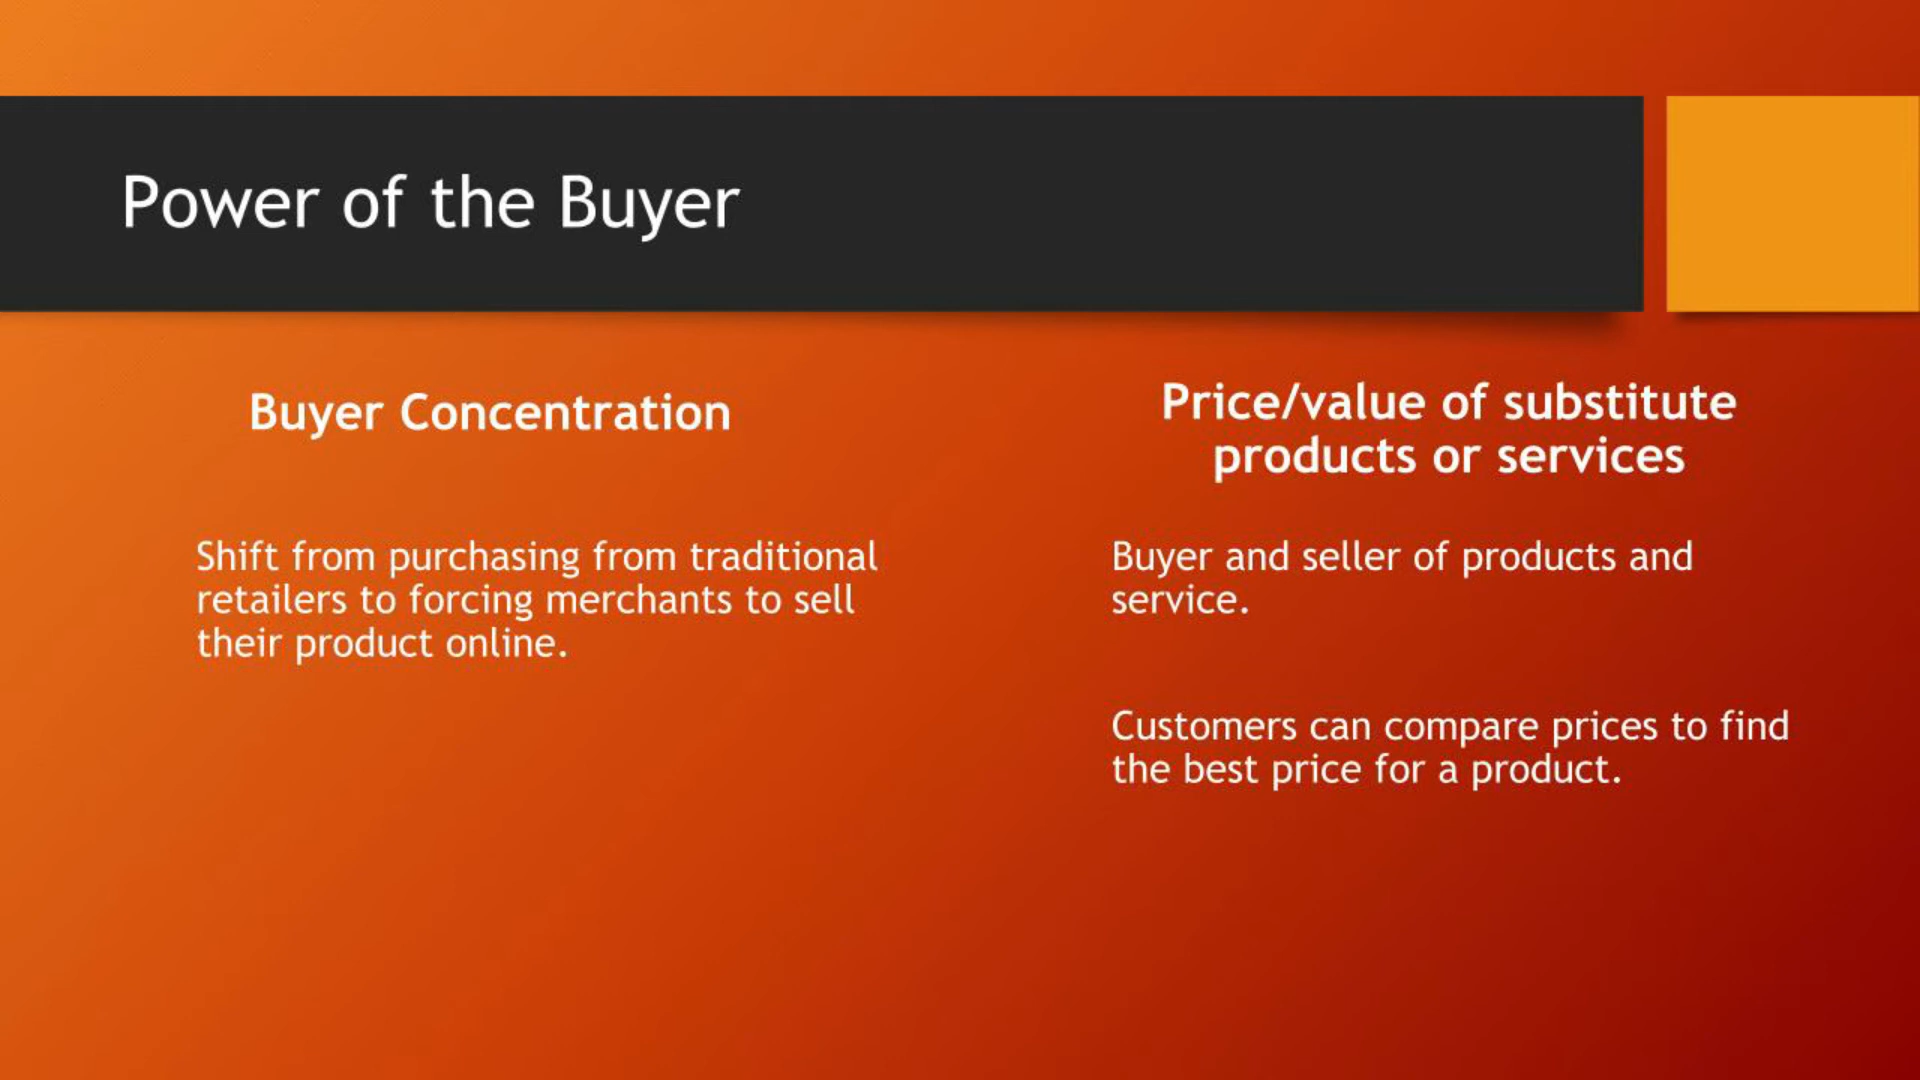 Power of the Buyer
Buyer Concentration
Shift from purchasing from traditional
retailers to forcing merchants to sell
their product online.
Price/value of substitute
products or services
Buyer and seller of products and
service.
Customers can compare prices to find
the best price for a product.